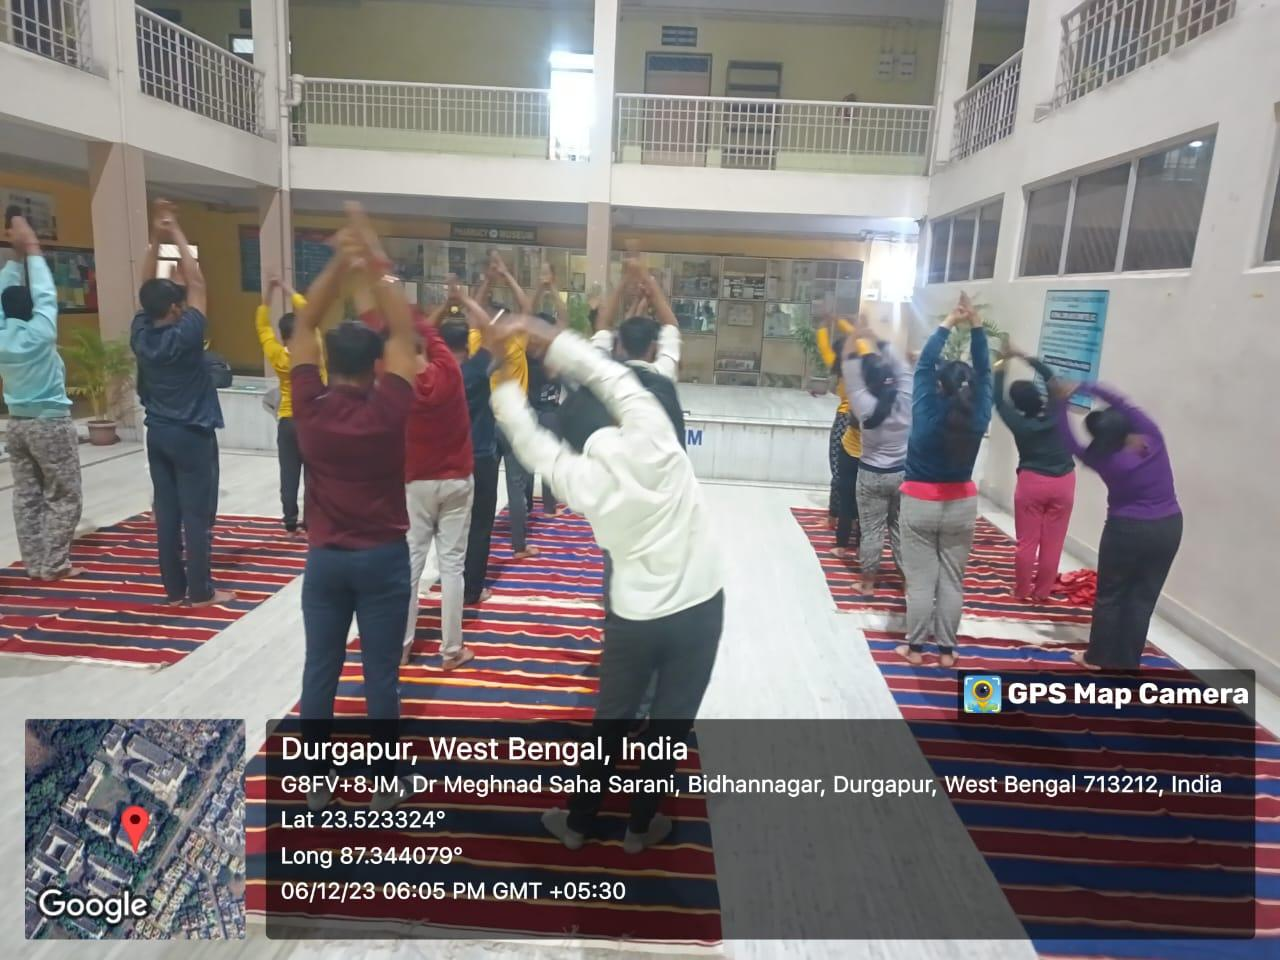 PHARMACY MUSEUM
UM
GPS Map Camera
Durgapur, West Bengal, India
G8FV+8JM, Dr Meghnad Saha Sarani, Bidhannagar, Durgapur, West Bengal 713212, India
Lat 23.523324°
Long 87.344079°
06/12/23 06:05 PM GMT +05:30
Google